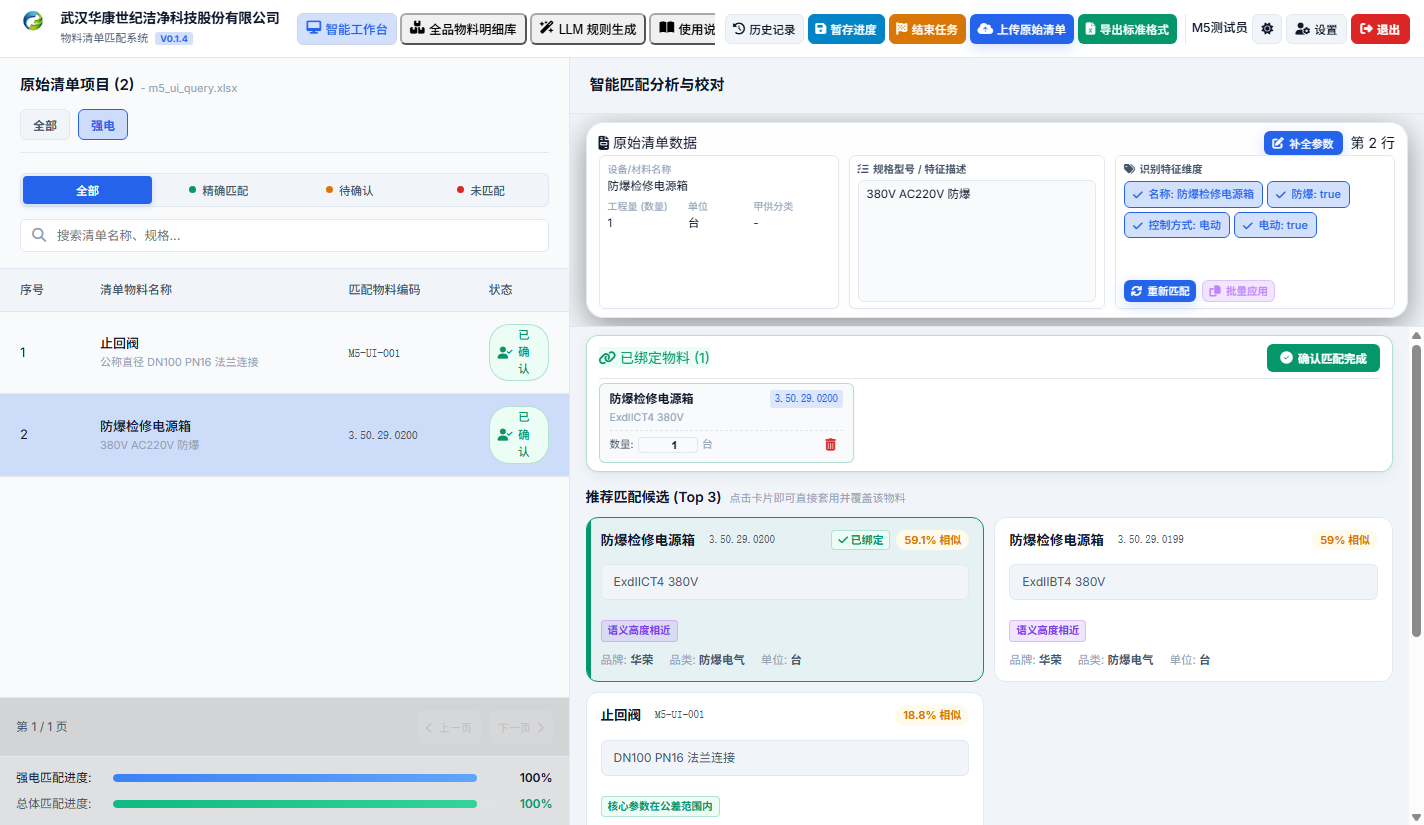 武汉华康世纪洁净科技股份有限公司
物料清单匹配系统 V0.1.4
智能工作台
全品物料明细库
LLM 规则生成
使用说
历史记录
暂存进度
结束任务
上传原始清单
导出标准格式
M5测试员
设置
退出
原始清单项目 (2) - m5_ui_query.xlsx
全部 强电
全部 精确匹配 待确认 未匹配
搜索清单名称、规格...
序号 清单物料名称 匹配物料编码 状态
1 止回阀 M5-UI-001 已确认
公称直径 DN100 PN16 法兰连接
2 防爆检修电源箱 3.50.29.0200 已确认
380V AC220V 防爆
第 1 / 1 页 上一页 下一页
强电匹配进度: 100%
总体匹配进度: 100%
智能匹配分析与校对
原始清单数据 补全参数 第 2 行
设备/材料名称
防爆检修电源箱
工程量 (数量) 单位 甲供分类
1 台 -
规格型号 / 特征描述
380V AC220V 防爆
识别特征维度
名称: 防爆检修电源箱 防爆: true
控制方式: 电动 电动: true
重新匹配 批量应用
已绑定物料 (1) 确认匹配完成
防爆检修电源箱 3.50.29.0200
ExdIICT4 380V
数量: 1 台
推荐匹配候选 (Top 3) 点击卡片即可直接套用并覆盖该物料
防爆检修电源箱 3.50.29.0200 已绑定 59.1% 相似
ExdIICT4 380V
语义高度相近
品牌: 华荣 品类: 防爆电气 单位: 台
防爆检修电源箱 3.50.29.0199 59% 相似
ExdIIBT4 380V
语义高度相近
品牌: 华荣 品类: 防爆电气 单位: 台
止回阀 M5-UI-001 18.8% 相似
DN100 PN16 法兰连接
核心参数在公差范围内